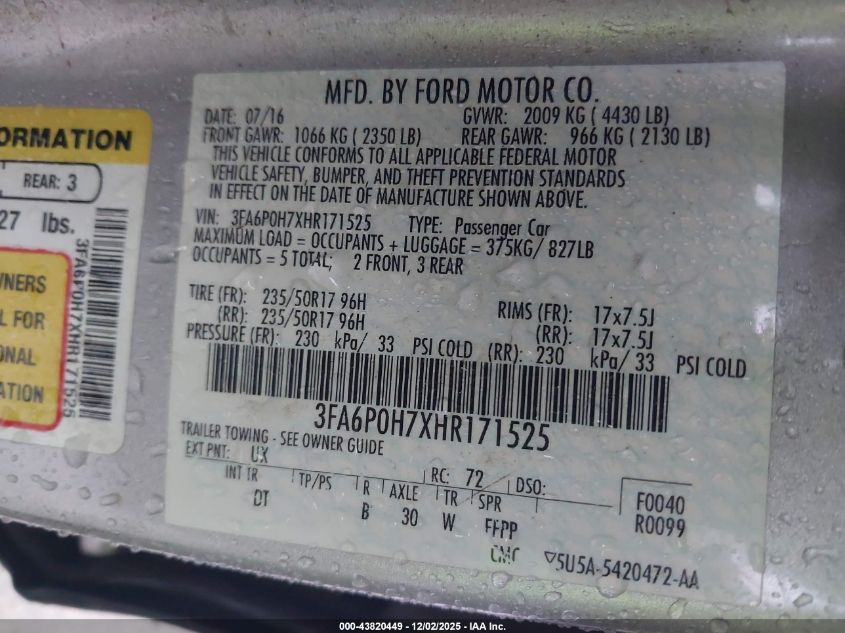 MFD. BY FORD MOTOR CO.
DATE: 07/16 GVWR: 2009 KG ( 4430 LB)
FRONT GAWR: 1066 KG ( 2350 LB) REAR GAWR: 966 KG ( 2130 LB)
THIS VEHICLE CONFORMS TO ALL APPLICABLE FEDERAL MOTOR
VEHICLE SAFETY, BUMPER, AND THEFT PREVENTION STANDARDS
IN EFFECT ON THE DATE OF MANUFACTURE SHOWN ABOVE.
VIN: 3FA6P0H7XHR171525 TYPE: Passenger Car
MAXIMUM LOAD = OCCUPANTS + LUGGAGE = 375KG/ 827LB
OCCUPANTS = 5 TOTAL; 2 FRONT, 3 REAR
TIRE (FR): 235/50R17 96H RIMS (FR): 17x7.5J
(RR): 235/50R17 96H (RR): 17x7.5J
PRESSURE (FR): 230 kPa/ 33 PSI COLD (RR): 230 kPa/ 33 PSI COLD
3FA6P0H7XHR171525
TRAILER TOWING - SEE OWNER GUIDE
EXT PNT: UX RC: 72 DSO:
INT TR TP/PS R AXLE TR SPR F0040
DT B 30 W FFPP R0099
CMC 5U5A-5420472-AA
ORMATION
REAR: 3
27 lbs.
3FA6P0H7XHR171525
WNERS
L FOR
ONAL
ATION
000-43820449 - 12/02/2025 - IAA Inc.